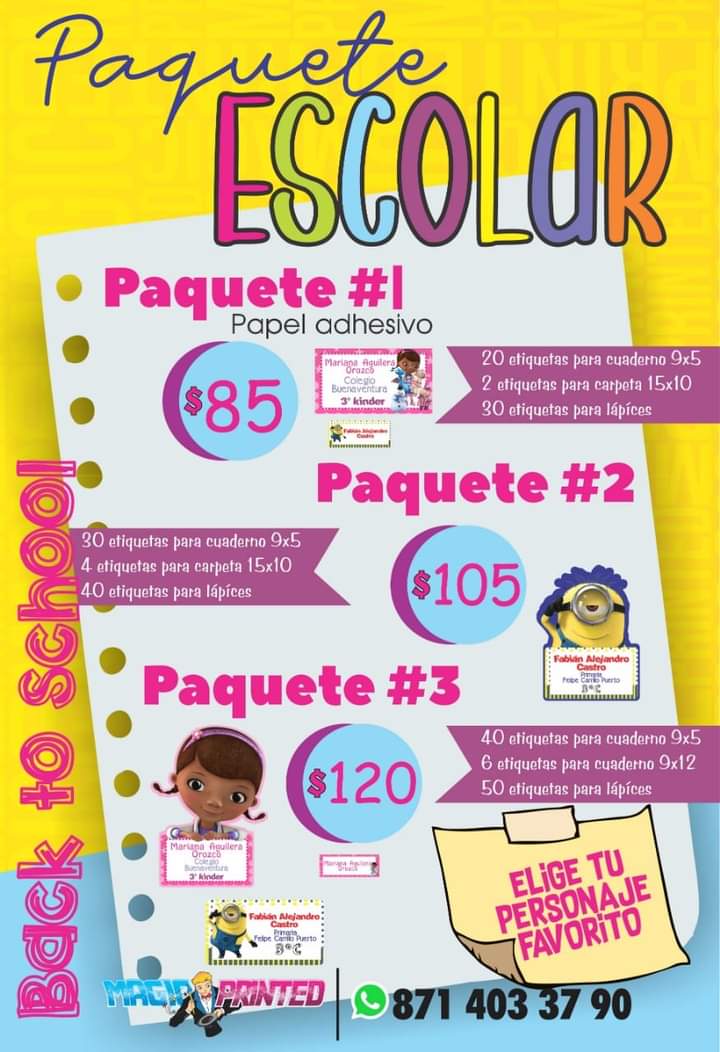 Paquete
ESCOLAR
Paquete #1
Papel adhesivo
$85
Mariana Aguilera
Orozco
Colegio
Buenaventura
3° kinder
Fabián Alejandro
Castro
20 etiquetas para cuaderno 9x5
2 etiquetas para carpeta 15x10
30 etiquetas para lápíces
Paquete #2
30 etiquetas para cuaderno 9x5
4 etiquetas para carpeta 15x10
40 etiquetas para lápíces
$105
Fabián Alejandro
Castro
Primaria
Felipe Carrillo Puerto
3°C
Paquete #3
$120
40 etiquetas para cuaderno 9x5
6 etiquetas para cuaderno 9x12
50 etiquetas para lápíces
Mariana Aguilera
Orozco
Colegio
Buenaventura
3° kinder
Mariana Aguilera
Orozco
Fabián Alejandro
Castro
Primaria
Felipe Carrillo Puerto
3°C
ELIGE TU
PERSONAJE
FAVORITO
Back to school
MAGIC PRINTED
871 403 37 90